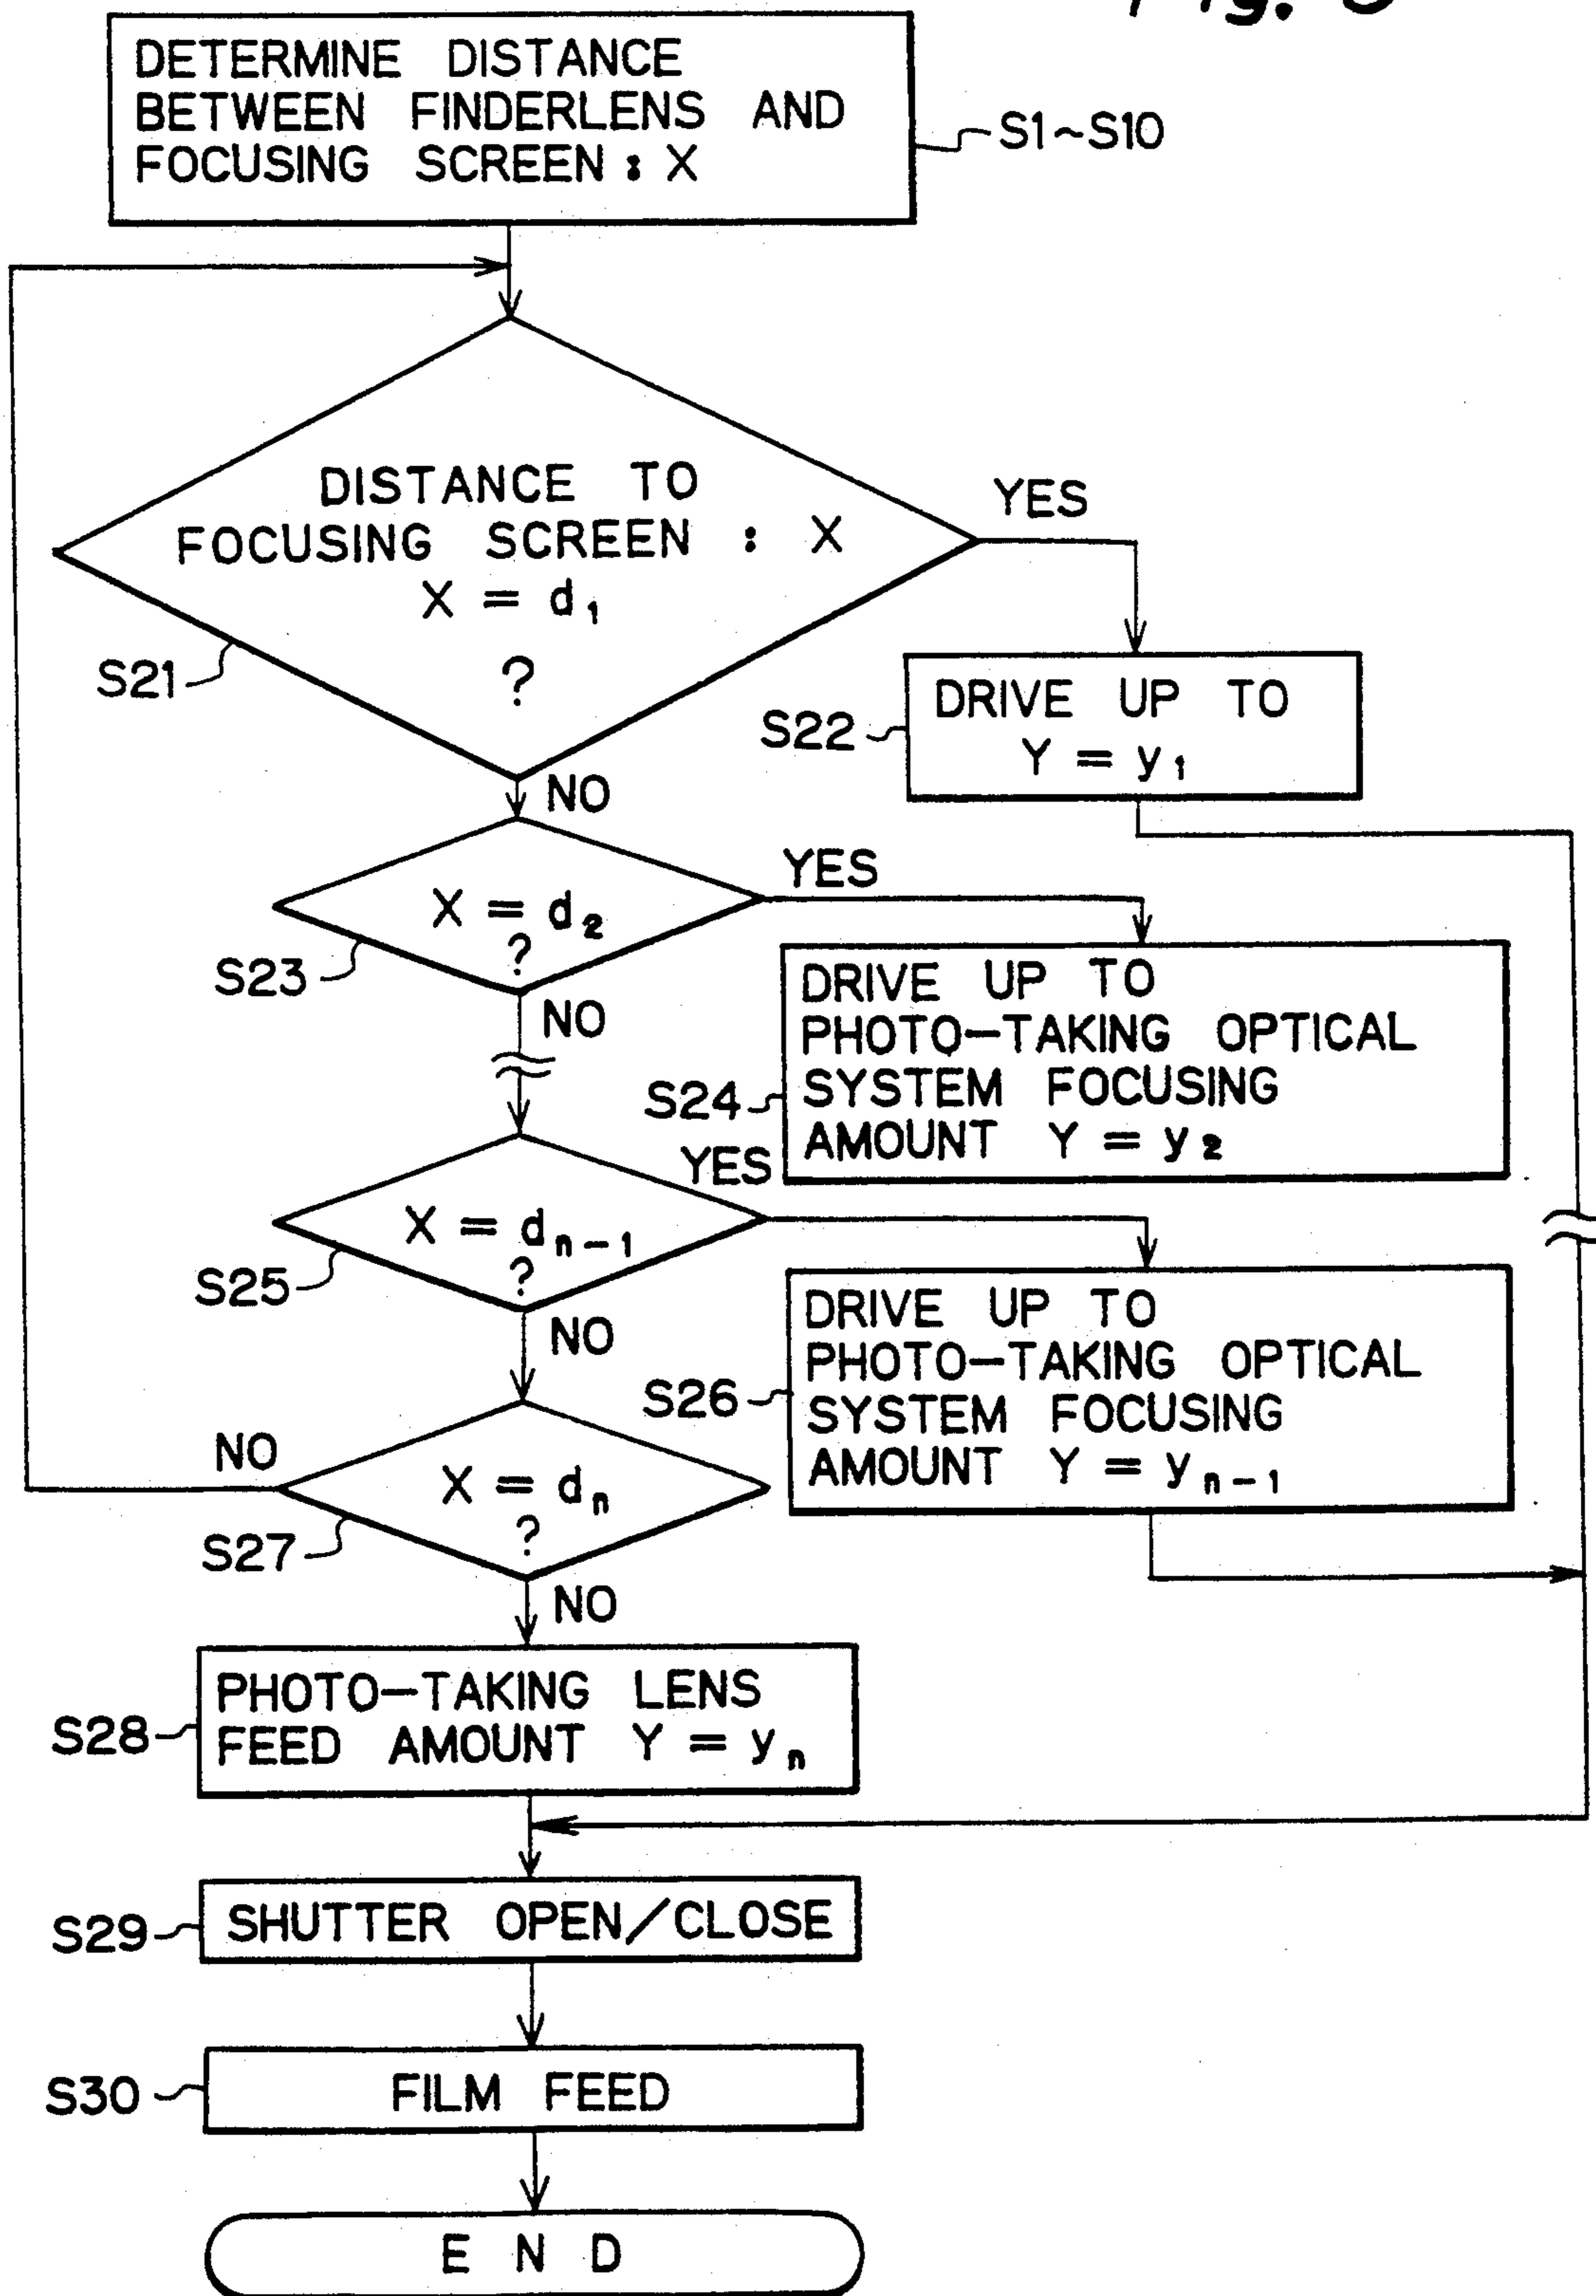 Fig.
DETERMINE DISTANCE
BETWEEN FINDERLENS AND
FOCUSING SCREEN : X
S1~S10
DISTANCE TO
FOCUSING SCREEN : X
X = d₁
?
YES
S21
NO
DRIVE UP TO
Y = y₁
S22
X = d₂
?
YES
S23
NO
DRIVE UP TO
PHOTO-TAKING OPTICAL
SYSTEM FOCUSING
AMOUNT Y = y₂
S24
X = dₙ₋₁
?
YES
S25
NO
DRIVE UP TO
PHOTO-TAKING OPTICAL
SYSTEM FOCUSING
AMOUNT Y = yₙ₋₁
S26
NO
X = dₙ
?
S27
NO
PHOTO-TAKING LENS
FEED AMOUNT Y = yₙ
S28
SHUTTER OPEN/CLOSE
S29
FILM FEED
S30
E N D